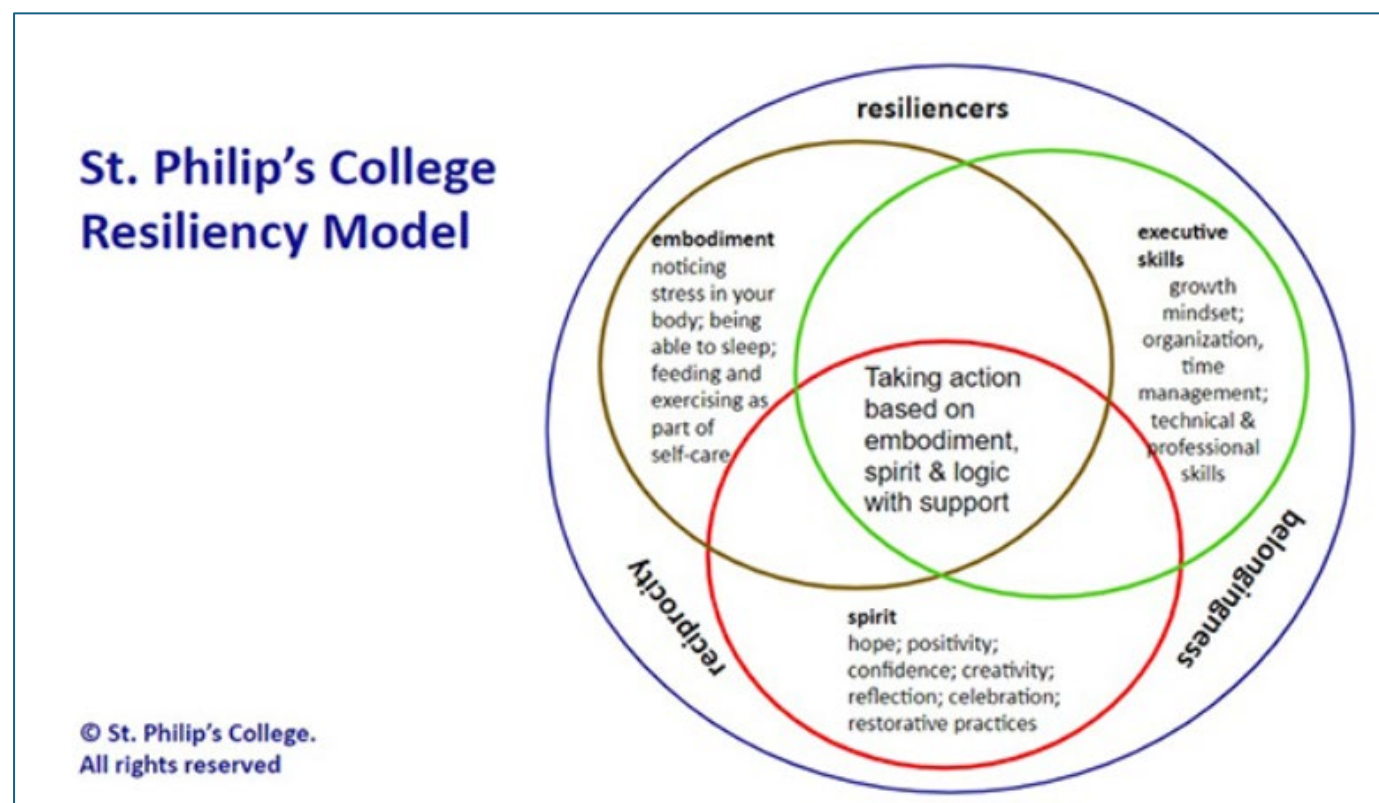 St. Philip's College
Resiliency Model
resiliencers
embodiment
noticing
stress in your
body; being
able to sleep;
feeding and
exercising as
part of
self-care
executive
skills
growth
mindset;
organization,
time
management;
technical &
professional
skills
Taking action
based on
embodiment,
spirit & logic
with support
reciprocity
belongingness
spirit
hope; positivity;
confidence; creativity;
reflection; celebration;
restorative practices
© St. Philip's College.
All rights reserved